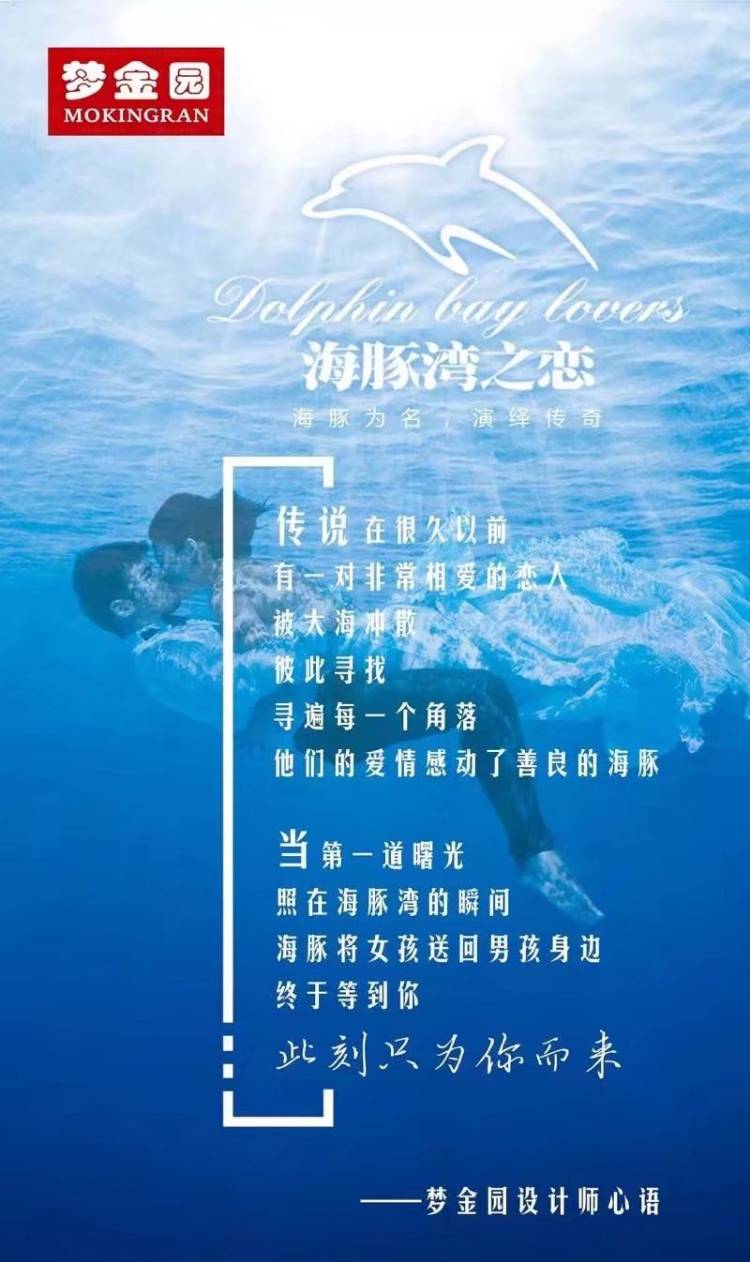 梦金园
MOKINGRAN
Dolphin bay lovers
海豚湾之恋
海豚为名，演绎传奇
传说在很久以前
有一对非常相爱的恋人
被大海冲散
彼此寻找
寻遍每一个角落
他们的爱情感动了善良的海豚
当第一道曙光
照在海豚湾的瞬间
海豚将女孩送回男孩身边
终于等到你
此刻只为你而来
——梦金园设计师心语